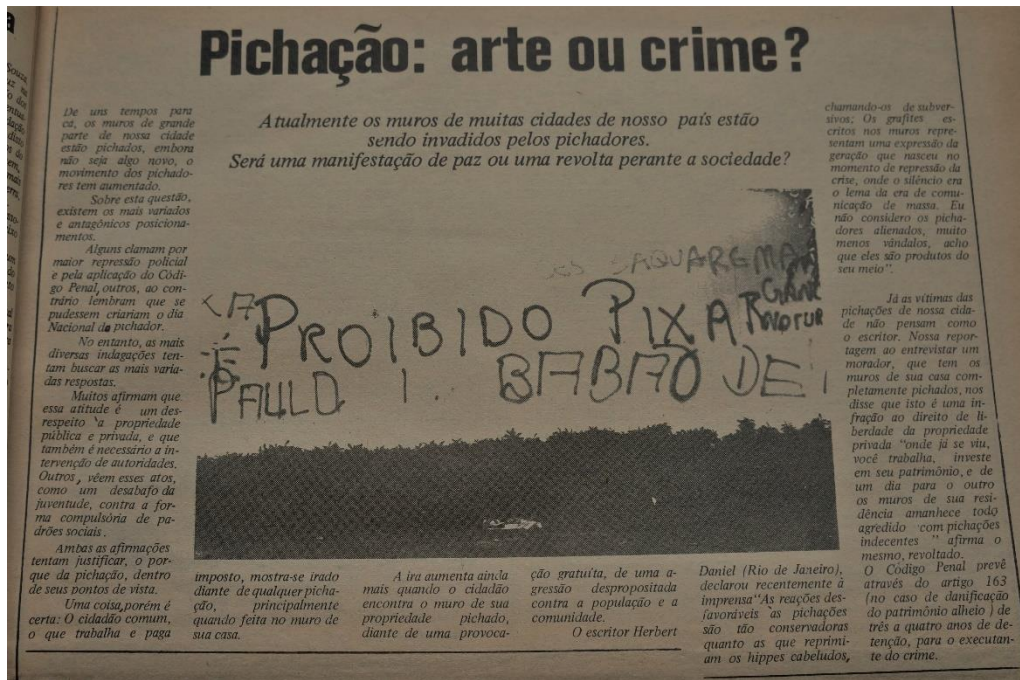 Pichação: arte ou crime?
Atualmente os muros de muitas cidades de nosso país estão
sendo invadidos pelos pichadores.
Será uma manifestação de paz ou uma revolta perante a sociedade?
De uns tempos para
cá, os muros de grande
parte de nossa cidade
estão pichados, embora
não seja algo novo, o
movimento dos pichado-
res tem aumentado.
Sobre esta questão,
existem os mais variados
e antagônicos posiciona-
mentos.
Alguns clamam por
maior repressão policial
e pela aplicação do Códi-
go Penal, outros, ao con-
trário lembram que se
pudessem criariam o dia
Nacional do pichador.
No entanto, as mais
diversas indagações ten-
tam buscar as mais varia-
das respostas.
Muitos afirmam que
essa atitude é um des-
respeito 'a propriedade
pública e privada, e que
também é necessário a in-
tervenção de autoridades.
Outros, vêem esses atos,
como um desabafo da
juventude, contra a for-
ma compulsória de pa-
drões sociais.
Ambas as afirmações
tentam justificar, o por-
que da pichação, dentro
de seus pontos de vista.
Uma coisa, porém é
certa: O cidadão comum,
o que trabalha e paga
PROIBIDO PIXAR
PAULO
BABAO DE
imposto, mostra-se irado
diante de qualquer picha-
ção, principalmente
quando feita no muro de
sua casa.
A ira aumenta ainda
mais quando o cidadão
encontra o muro de sua
propriedade pichado,
diante de uma provoca-
ção gratuíta, de uma a-
gressão despropositada
contra a população e a
comunidade.
O escritor Herbert
Daniel (Rio de Janeiro),
declarou recentemente à
imprensa "As reações des-
favoráveis as pichações
são tão conservadoras
quanto as que reprimi-
am os hippes cabeludos,
chamando-os de subver-
sivos; Os grafites es-
critos nos muros repre-
sentam uma expressão da
geração que nasceu no
momento de repressão da
crise, onde o silêncio era
o lema da era de comu-
nicação de massa. Eu
não considero os picha-
dores alienados, muito
menos vândalos, acho
que eles são produtos do
seu meio".
Já as vítimas das
pichações de nossa cida-
de não pensam como
o escritor. Nossa repor-
tagem ao entrevistar um
morador, que tem os
muros de sua casa com-
pletamente pichados, nos
disse que isto é uma in-
fração ao direito de li-
berdade da propriedade
privada "onde já se viu,
você trabalha, investe
em seu patrimônio, e de
um dia para o outro
os muros de sua resi-
dência amanhece todo
agredido com pichações
indecentes " afirma o
mesmo, revoltado.
O Código Penal prevê
através do artigo 163
(no caso de danificação
do patrimônio alheio ) de
três a quatro anos de de-
tenção, para o executan-
te do crime.